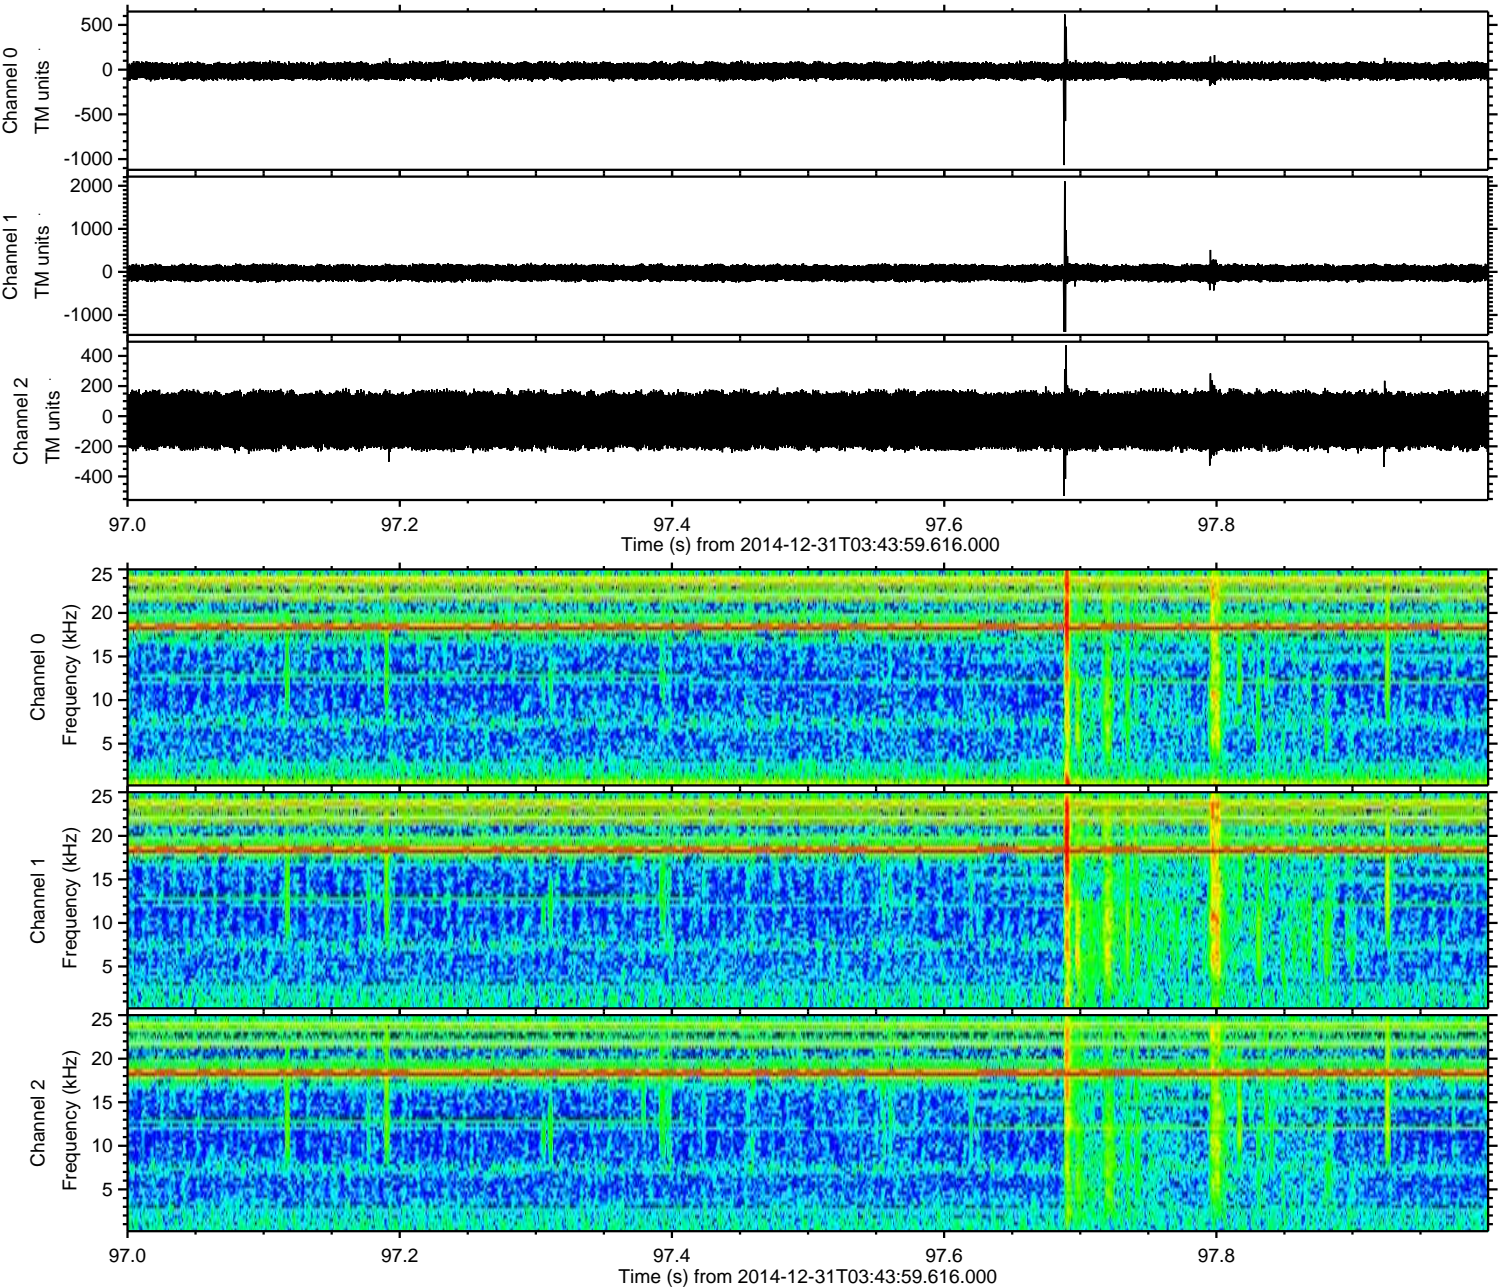 500
0
-500
-1000
Channel 0
TM units
2000
1000
0
-1000
Channel 1
TM units
400
200
0
-200
-400
Channel 2
TM units
97.0 97.2 97.4 97.6 97.8
Time (s) from 2014-12-31T03:43:59.616.000
25
20
15
10
5
Channel 0
Frequency (kHz)
25
20
15
10
5
Channel 1
Frequency (kHz)
25
20
15
10
5
Channel 2
Frequency (kHz)
97.0 97.2 97.4 97.6 97.8
Time (s) from 2014-12-31T03:43:59.616.000